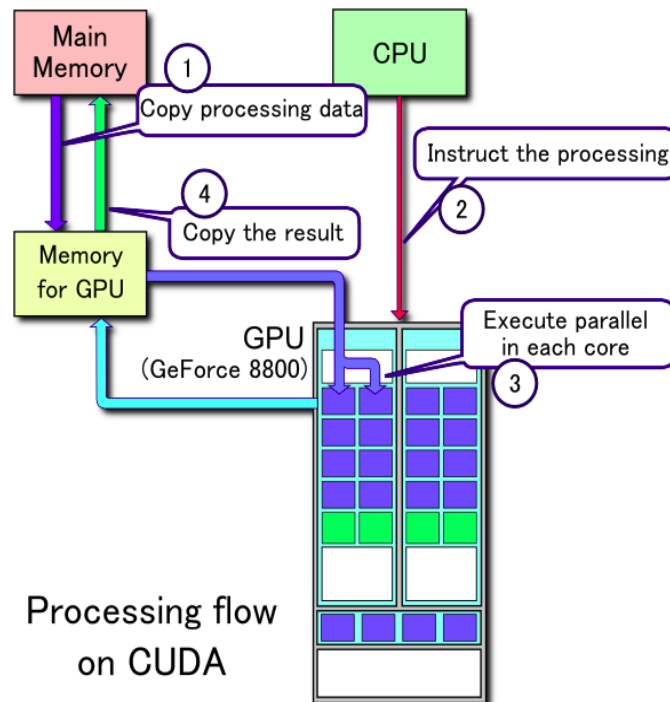 Main
Memory
CPU
1
Copy processing data
Instruct the processing
2
4
Copy the result
Memory
for GPU
GPU
(GeForce 8800)
Execute parallel
in each core
3
Processing flow
on CUDA